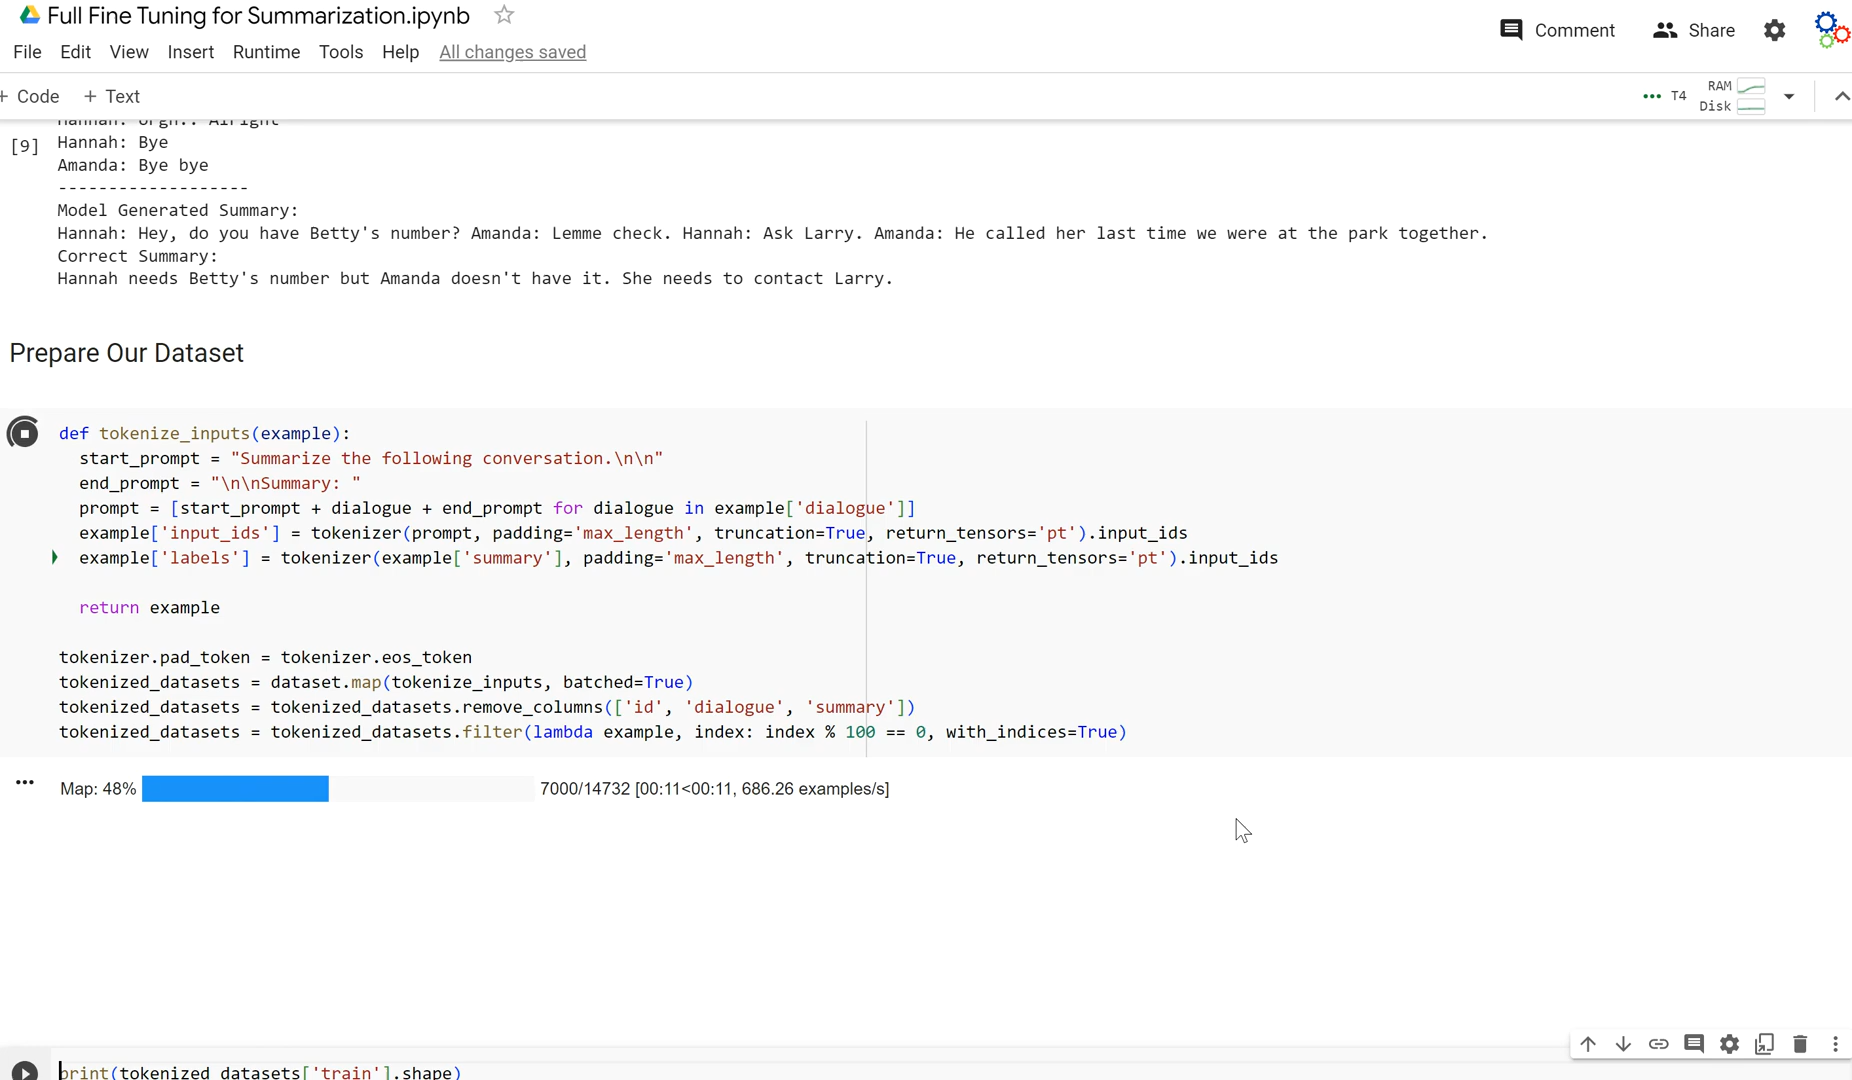 Full Fine Tuning for Summarization.ipynb
Comment
Share
File Edit View Insert Runtime Tools Help All changes saved
+ Code + Text
T4
RAM
Disk
Hannah: Urgh.. Alright
[9]
Hannah: Bye
Amanda: Bye bye
-------------------
Model Generated Summary:
Hannah: Hey, do you have Betty's number? Amanda: Lemme check. Hannah: Ask Larry. Amanda: He called her last time we were at the park together.
Correct Summary:
Hannah needs Betty's number but Amanda doesn't have it. She needs to contact Larry.
Prepare Our Dataset
def tokenize_inputs(example):
start_prompt = "Summarize the following conversation.\n\n"
end_prompt = "\n\nSummary: "
prompt = [start_prompt + dialogue + end_prompt for dialogue in example['dialogue']]
example['input_ids'] = tokenizer(prompt, padding='max_length', truncation=True, return_tensors='pt').input_ids
example['labels'] = tokenizer(example['summary'], padding='max_length', truncation=True, return_tensors='pt').input_ids
return example
tokenizer.pad_token = tokenizer.eos_token
tokenized_datasets = dataset.map(tokenize_inputs, batched=True)
tokenized_datasets = tokenized_datasets.remove_columns(['id', 'dialogue', 'summary'])
tokenized_datasets = tokenized_datasets.filter(lambda example, index: index % 100 == 0, with_indices=True)
Map: 48% 7000/14732 [00:11<00:11, 686.26 examples/s]
print(tokenized_datasets['train'].shape)